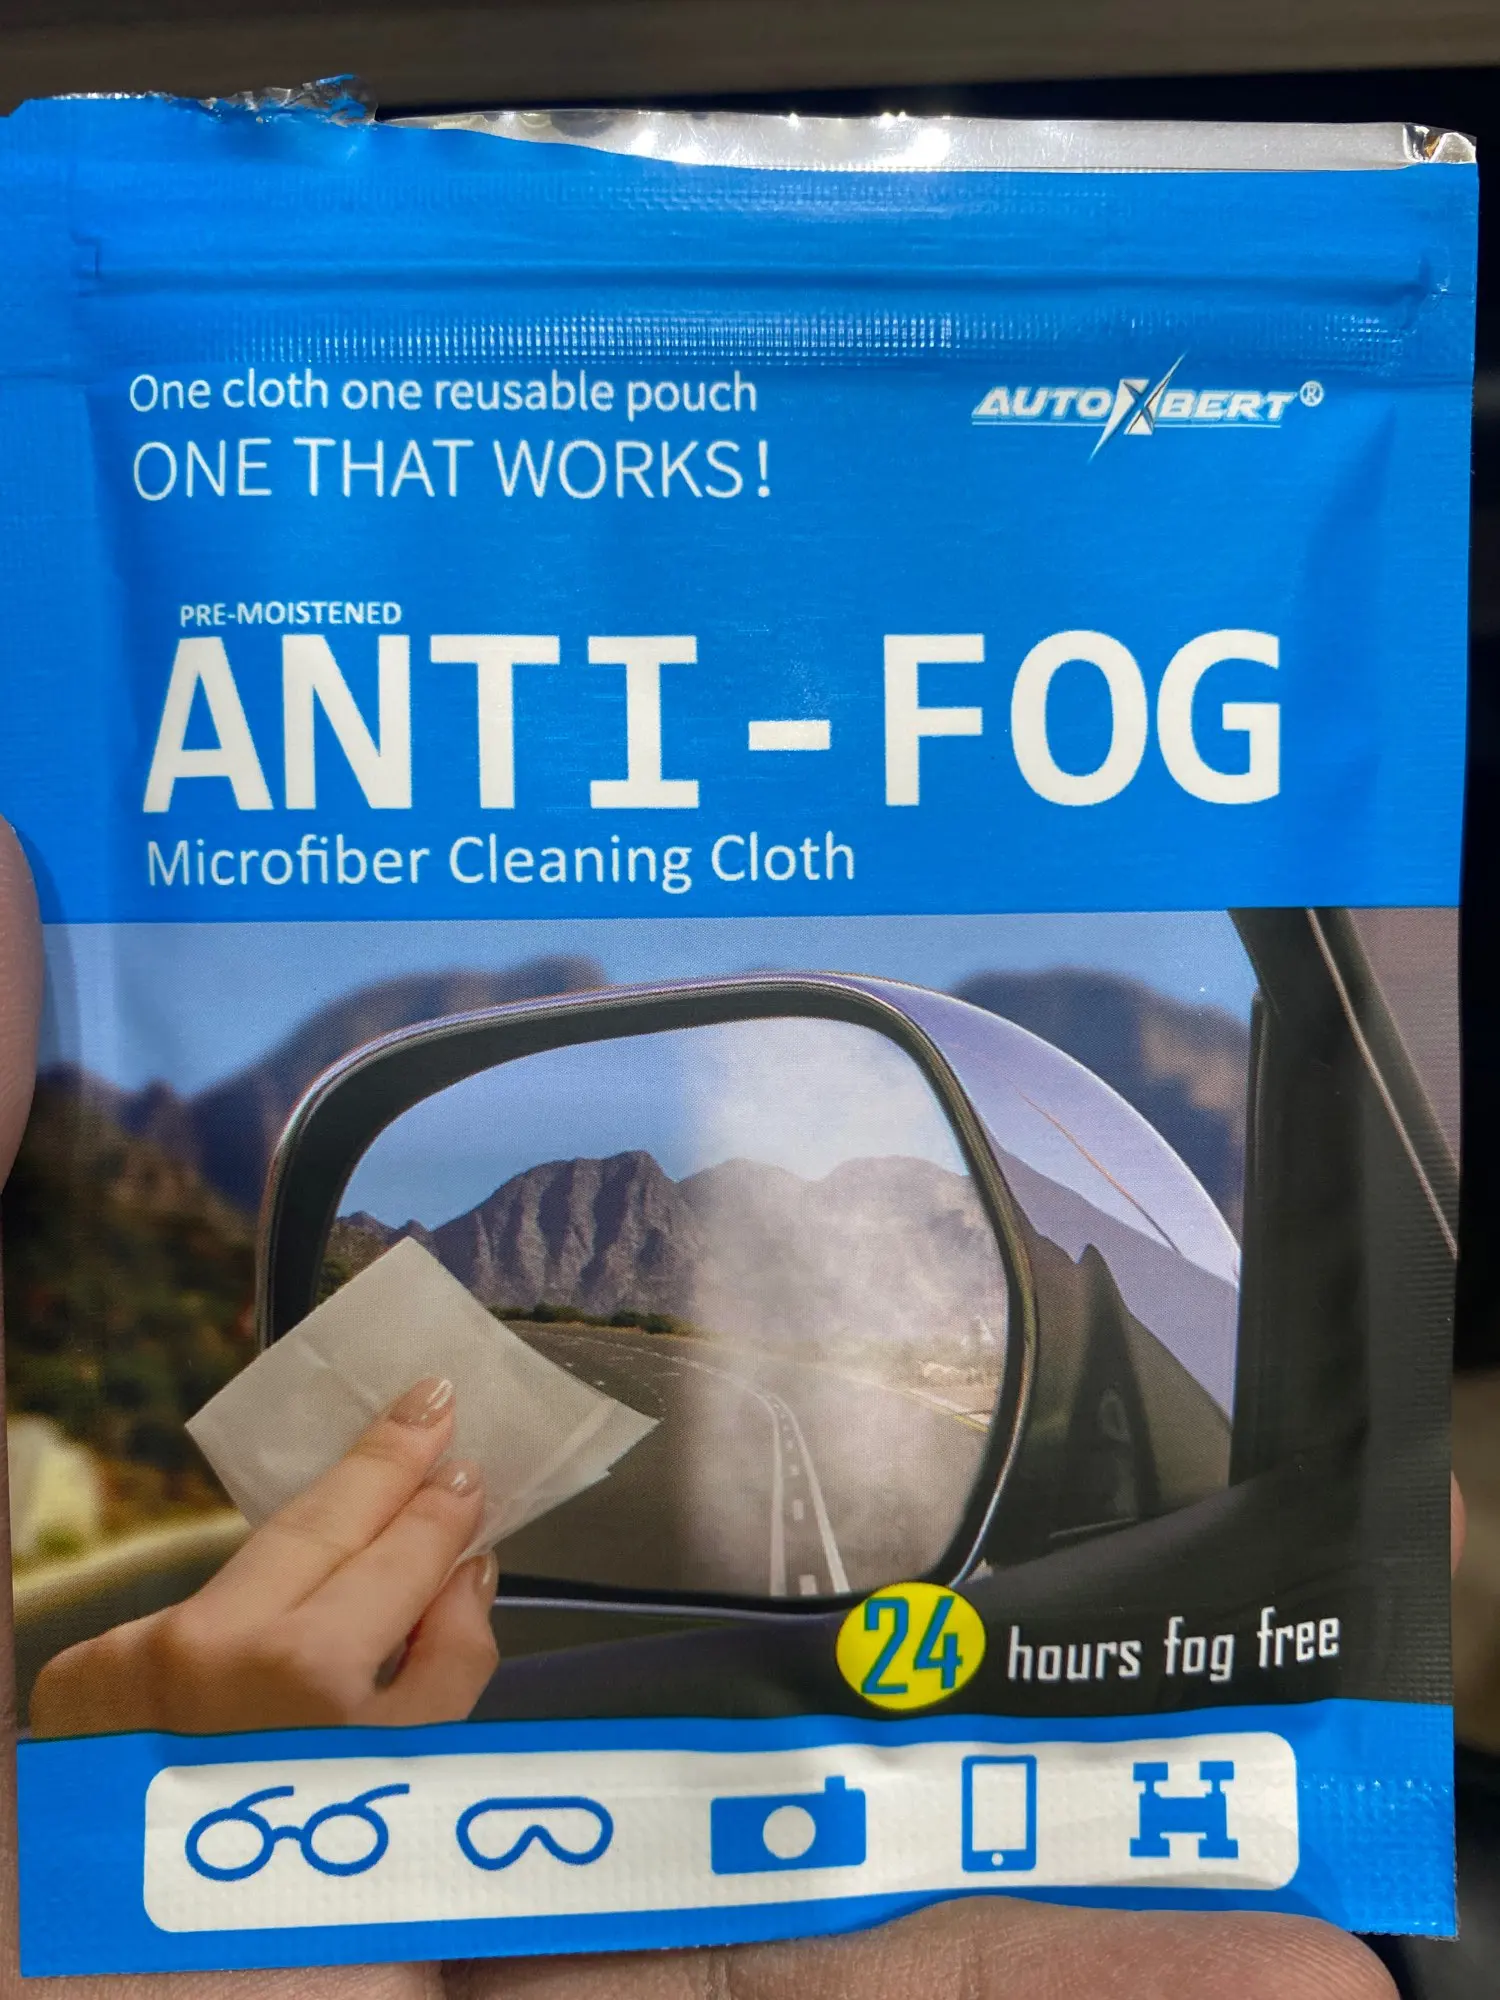 One cloth one reusable pouch
ONE THAT WORKS!
AUTOXBERT®
PRE-MOISTENED
ANTI-FOG
Microfiber Cleaning Cloth
24 hours fog free